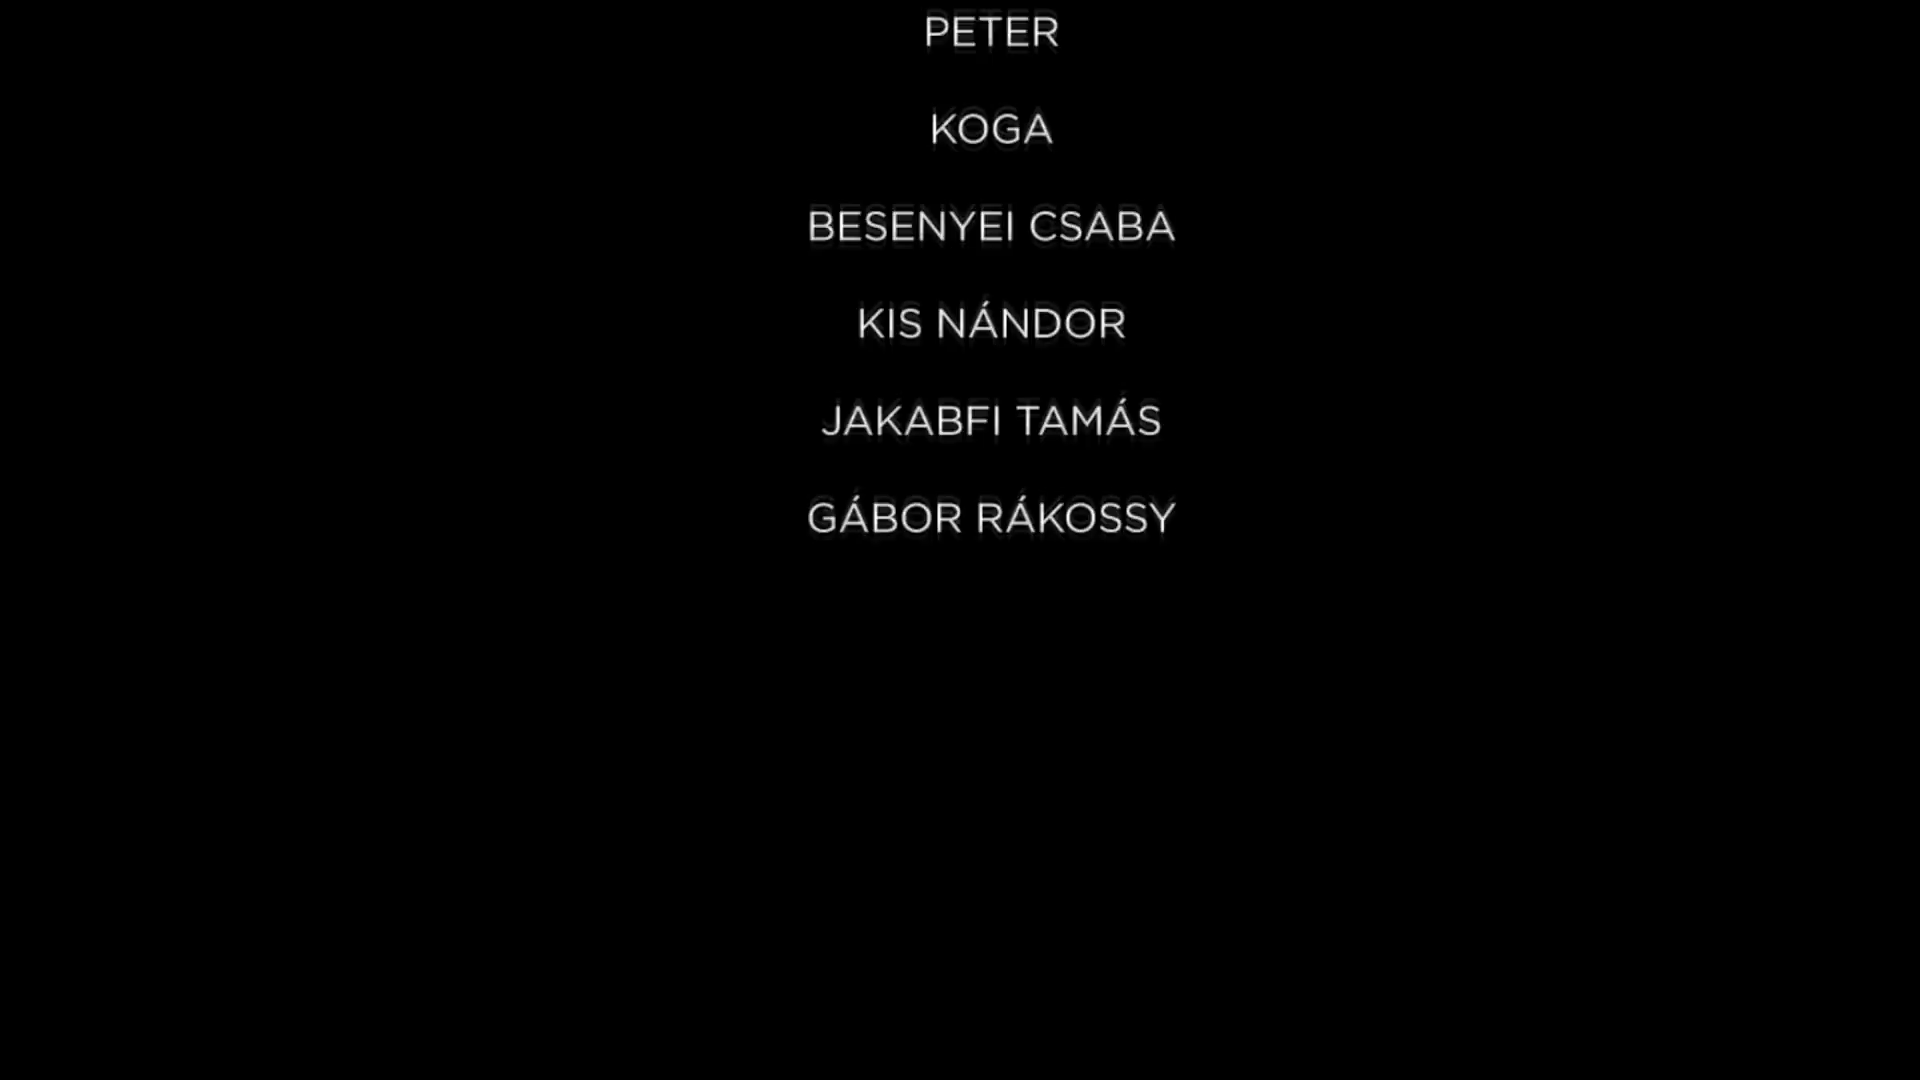 PETER
KOGA
BESENYEI CSABA
KIS NÁNDOR
JAKABFI TAMÁS
GÁBOR RÁKOSSY